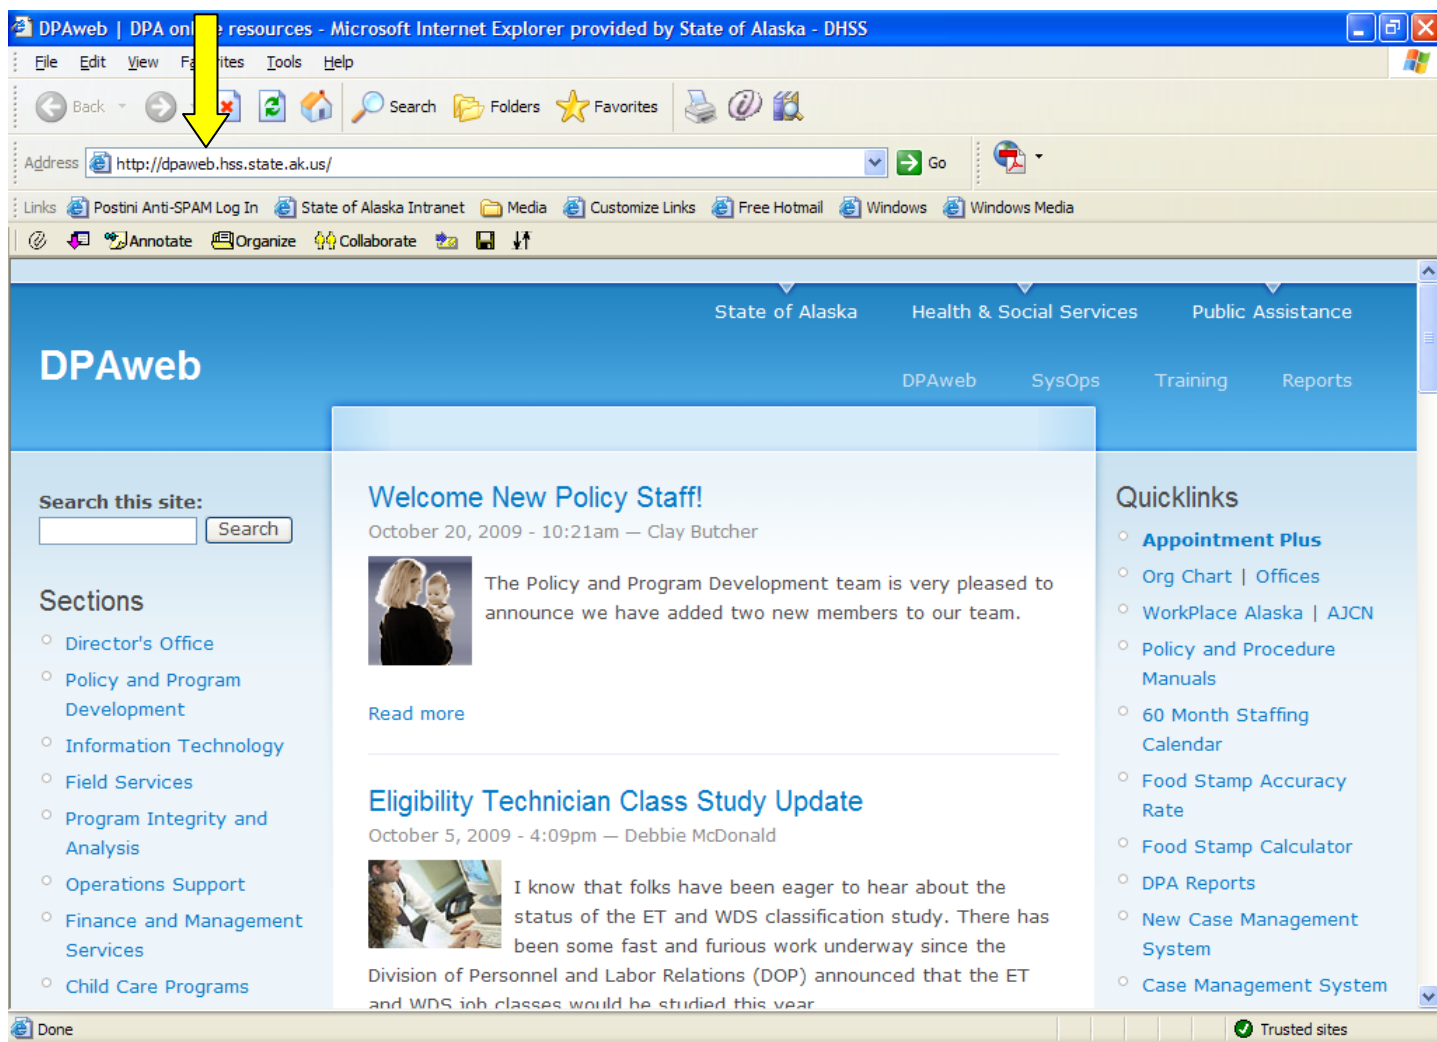 DPAweb | DPA online resources - Microsoft Internet Explorer provided by State of Alaska - DHSS
File Edit View Favorites Tools Help
Back Search Folders Favorites
Address http://dpaweb.hss.state.ak.us/ Go
Links Postini Anti-SPAM Log In State of Alaska Intranet Media Customize Links Free Hotmail Windows Windows Media
Annotate Organize Collaborate
State of Alaska Health & Social Services Public Assistance
DPAweb
DPAweb SysOps Training Reports
Search this site:
Search
Sections
Director's Office
Policy and Program
Development
Information Technology
Field Services
Program Integrity and
Analysis
Operations Support
Finance and Management
Services
Child Care Programs
Welcome New Policy Staff!
October 20, 2009 - 10:21am — Clay Butcher
The Policy and Program Development team is very pleased to
announce we have added two new members to our team.
Read more
Eligibility Technician Class Study Update
October 5, 2009 - 4:09pm — Debbie McDonald
I know that folks have been eager to hear about the
status of the ET and WDS classification study. There has
been some fast and furious work underway since the
Division of Personnel and Labor Relations (DOP) announced that the ET
and WDS job classes would be studied this year.
Quicklinks
Appointment Plus
Org Chart | Offices
WorkPlace Alaska | AJCN
Policy and Procedure
Manuals
60 Month Staffing
Calendar
Food Stamp Accuracy
Rate
Food Stamp Calculator
DPA Reports
New Case Management
System
Case Management System
Done Trusted sites